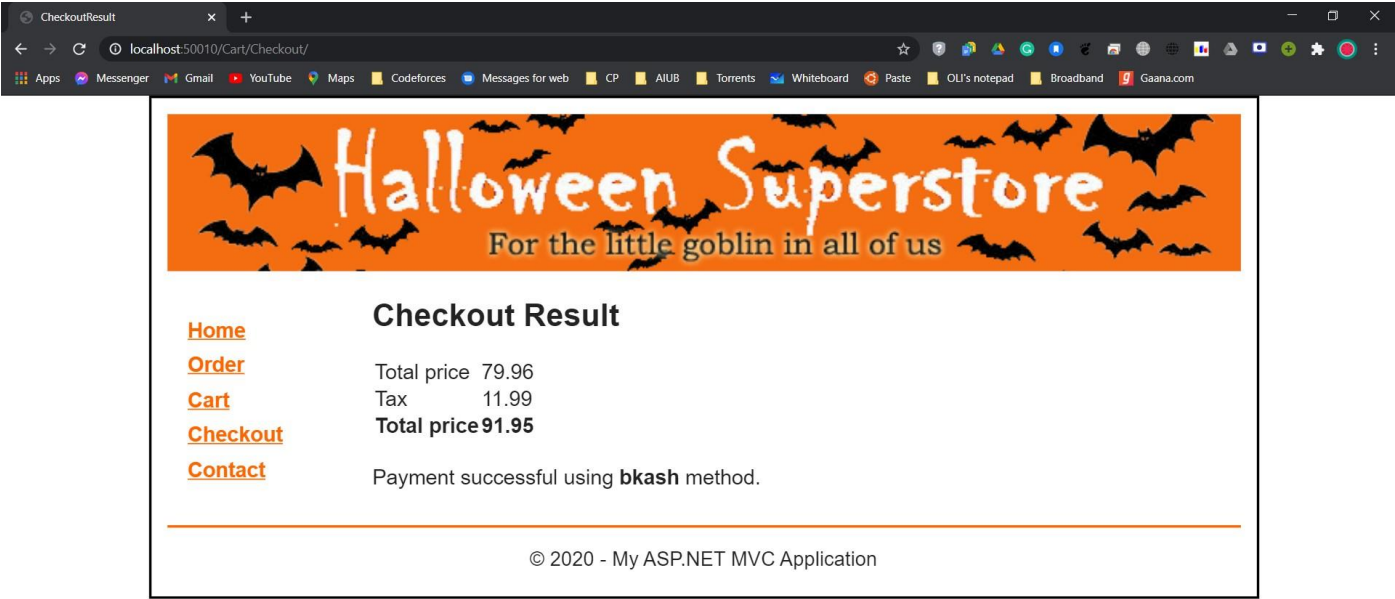 CheckoutResult
localhost:50010/Cart/Checkout/
Apps Messenger Gmail YouTube Maps Codeforces Messages for web CP AIUB Torrents Whiteboard Paste OLI's notepad Broadband Gaana.com
Halloween Superstore
For the little goblin in all of us
Home
Order
Cart
Checkout
Contact
Checkout Result
Total price 79.96
Tax 11.99
Total price 91.95
Payment successful using bkash method.
© 2020 - My ASP.NET MVC Application